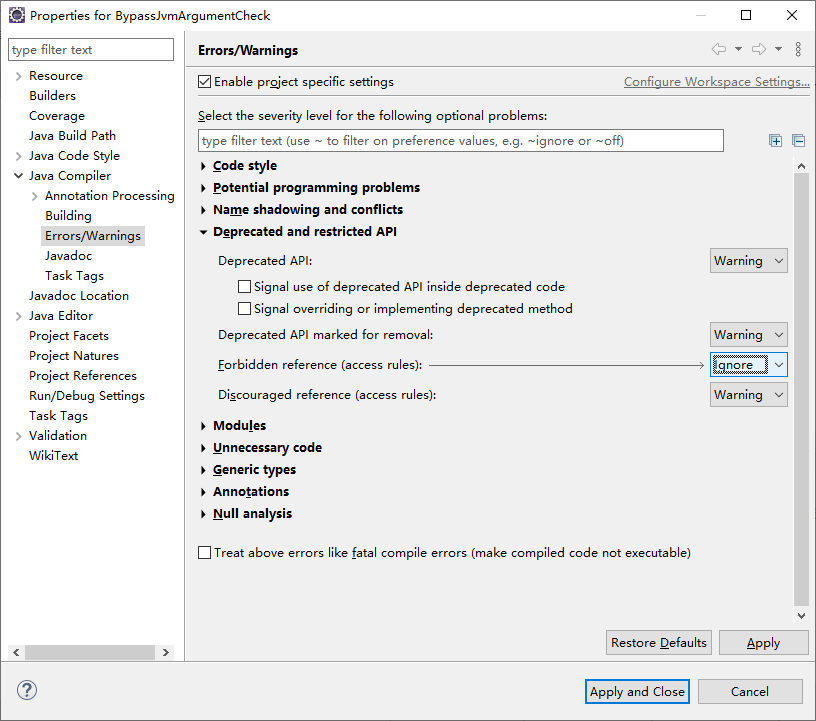 Properties for BypassJvmArgumentCheck
type filter text
Resource
Builders
Coverage
Java Build Path
Java Code Style
Java Compiler
Annotation Processing
Building
Errors/Warnings
Javadoc
Task Tags
Javadoc Location
Java Editor
Project Facets
Project Natures
Project References
Run/Debug Settings
Task Tags
Validation
WikiText
Errors/Warnings
Enable project specific settings
Configure Workspace Settings...
Select the severity level for the following optional problems:
type filter text (use ~ to filter on preference values, e.g. ~ignore or ~off)
Code style
Potential programming problems
Name shadowing and conflicts
Deprecated and restricted API
Deprecated API: Warning
Signal use of deprecated API inside deprecated code
Signal overriding or implementing deprecated method
Deprecated API marked for removal: Warning
Forbidden reference (access rules): Ignore
Discouraged reference (access rules): Warning
Modules
Unnecessary code
Generic types
Annotations
Null analysis
Treat above errors like fatal compile errors (make compiled code not executable)
Restore Defaults Apply
? Apply and Close Cancel